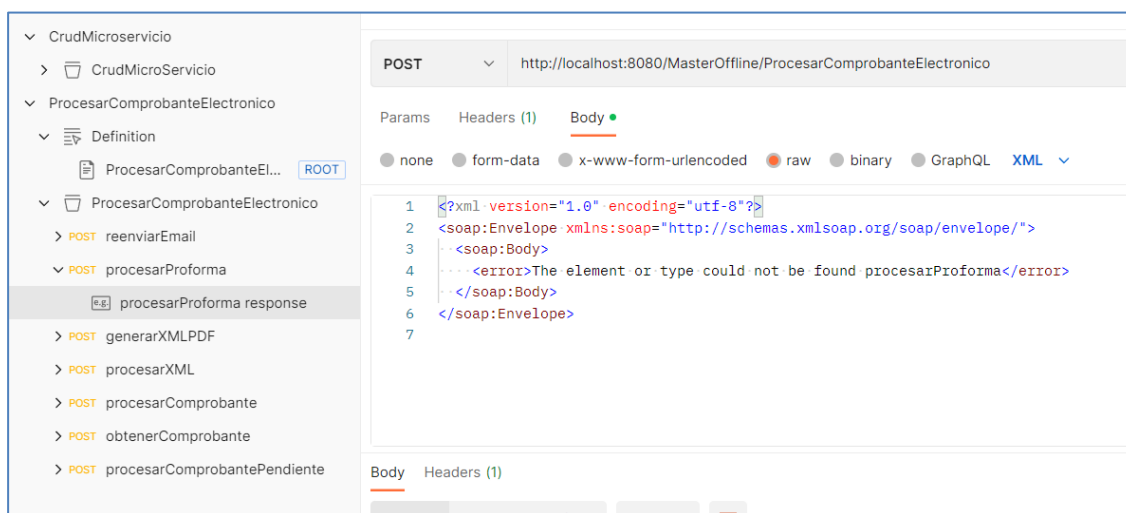 CrudMicroservicio
CrudMicroServicio
ProcesarComprobanteElectronico
Definition
ProcesarComprobanteEl... ROOT
ProcesarComprobanteElectronico
POST reenviarEmail
POST procesarProforma
e.g. procesarProforma response
POST generarXMLPDF
POST procesarXML
POST procesarComprobante
POST obtenerComprobante
POST procesarComprobantePendiente
POST http://localhost:8080/MasterOffline/ProcesarComprobanteElectronico
Params Headers (1) Body
none form-data x-www-form-urlencoded raw binary GraphQL XML
1 <?xml version="1.0" encoding="utf-8"?>
2 <soap:Envelope xmlns:soap="http://schemas.xmlsoap.org/soap/envelope/">
3 <soap:Body>
4 <error>The element or type could not be found procesarProforma</error>
5 </soap:Body>
6 </soap:Envelope>
7
Body Headers (1)